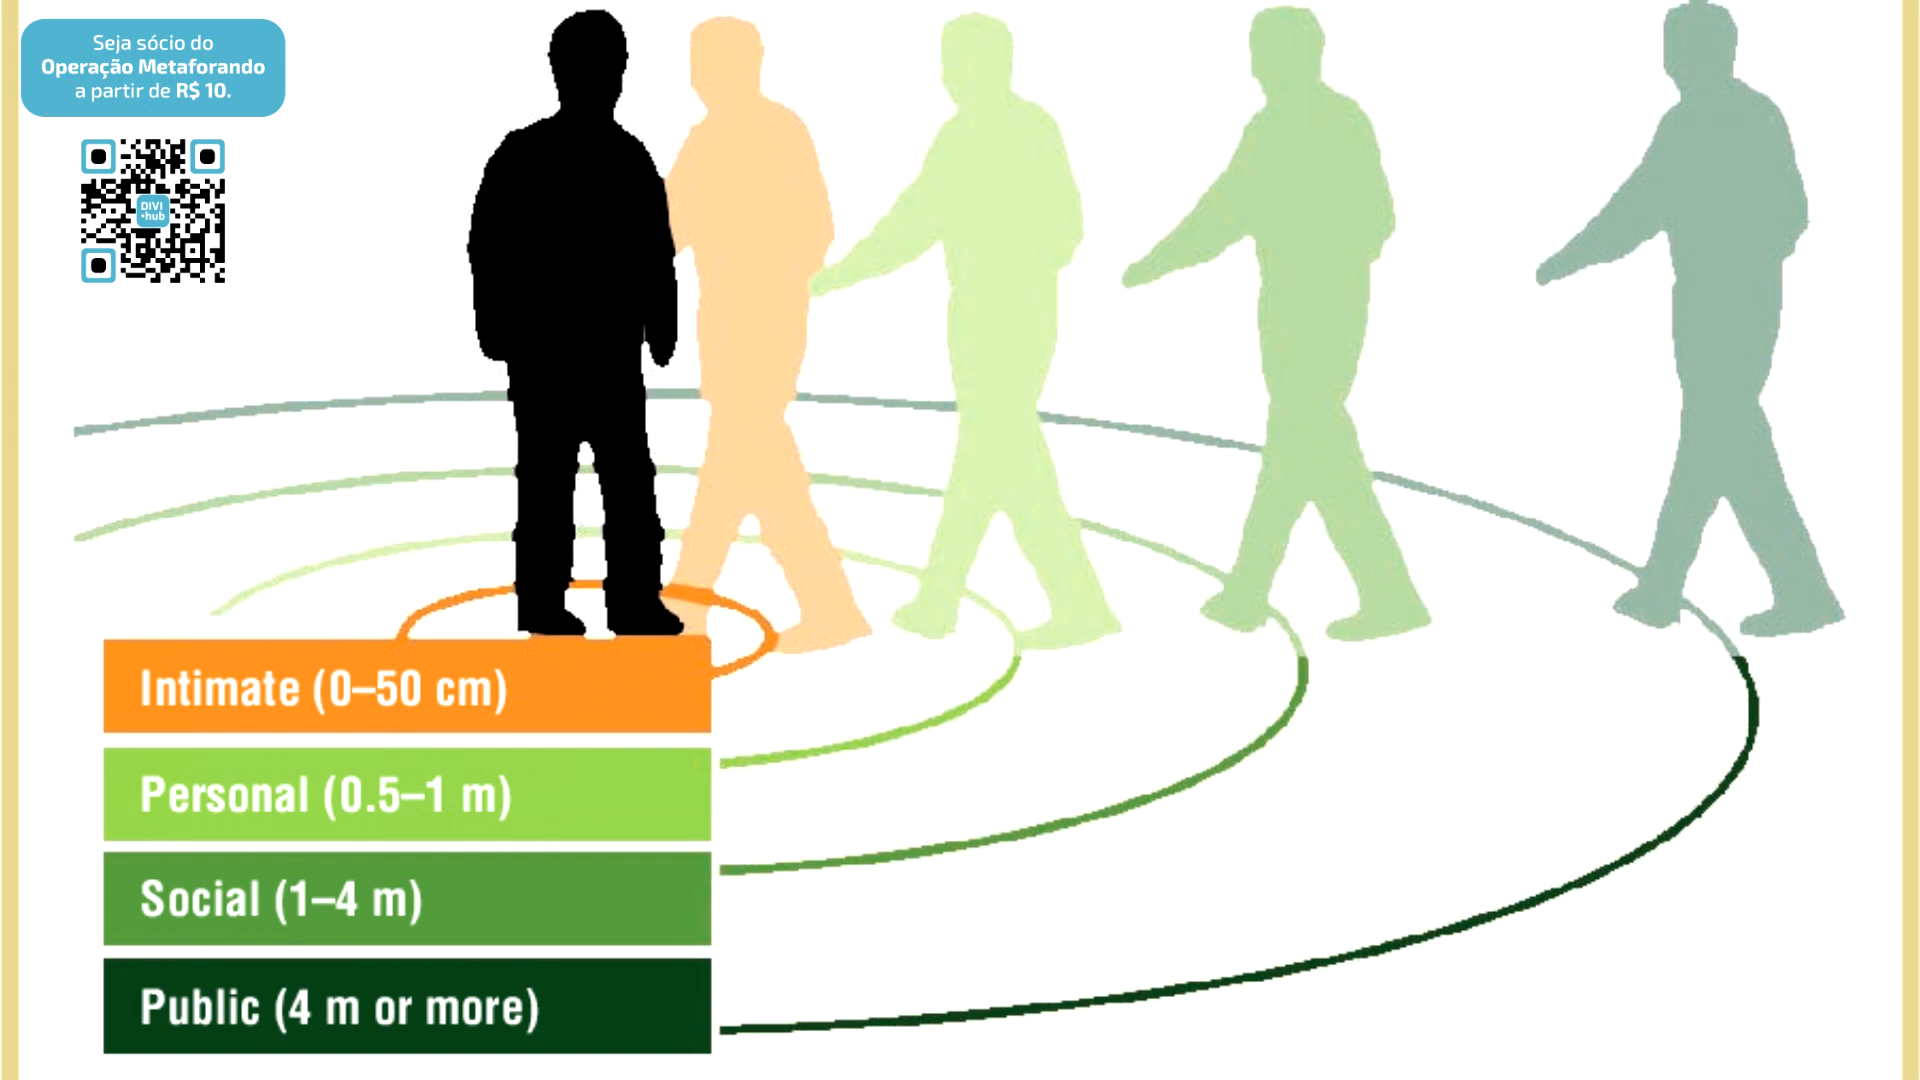 Seja sócio do
Operação Metaforando
a partir de R$ 10.
DIVI
•hub
Intimate (0–50 cm)
Personal (0.5–1 m)
Social (1–4 m)
Public (4 m or more)